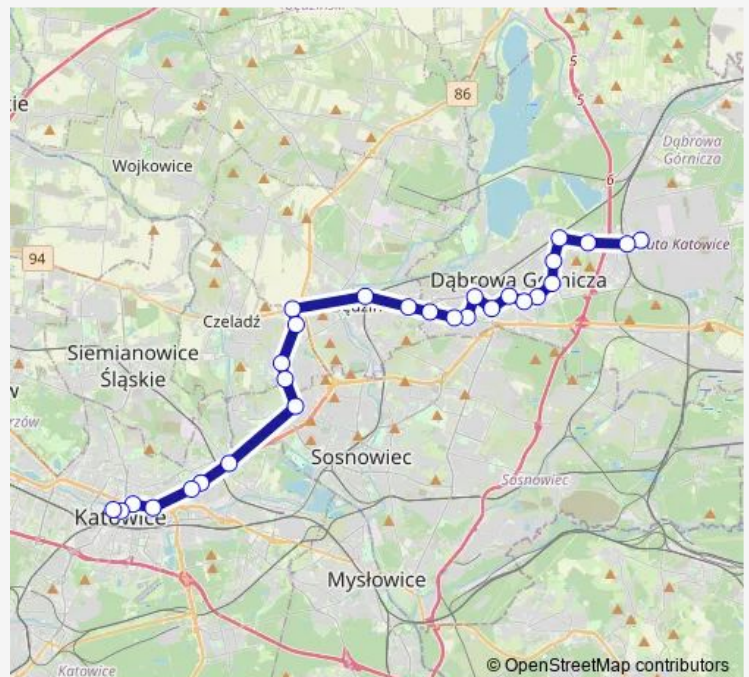 86
5
5
Wojkowice
Dąbrowa
Górnicza
6
94
Huta Katowice
Dąbrowa Górnicza
Czeladź
Siemianowice
Śląskie
Sosnowiec
Sosnowiec
Katowice
Mysłowice
Katowice
© OpenStreetMap contributors